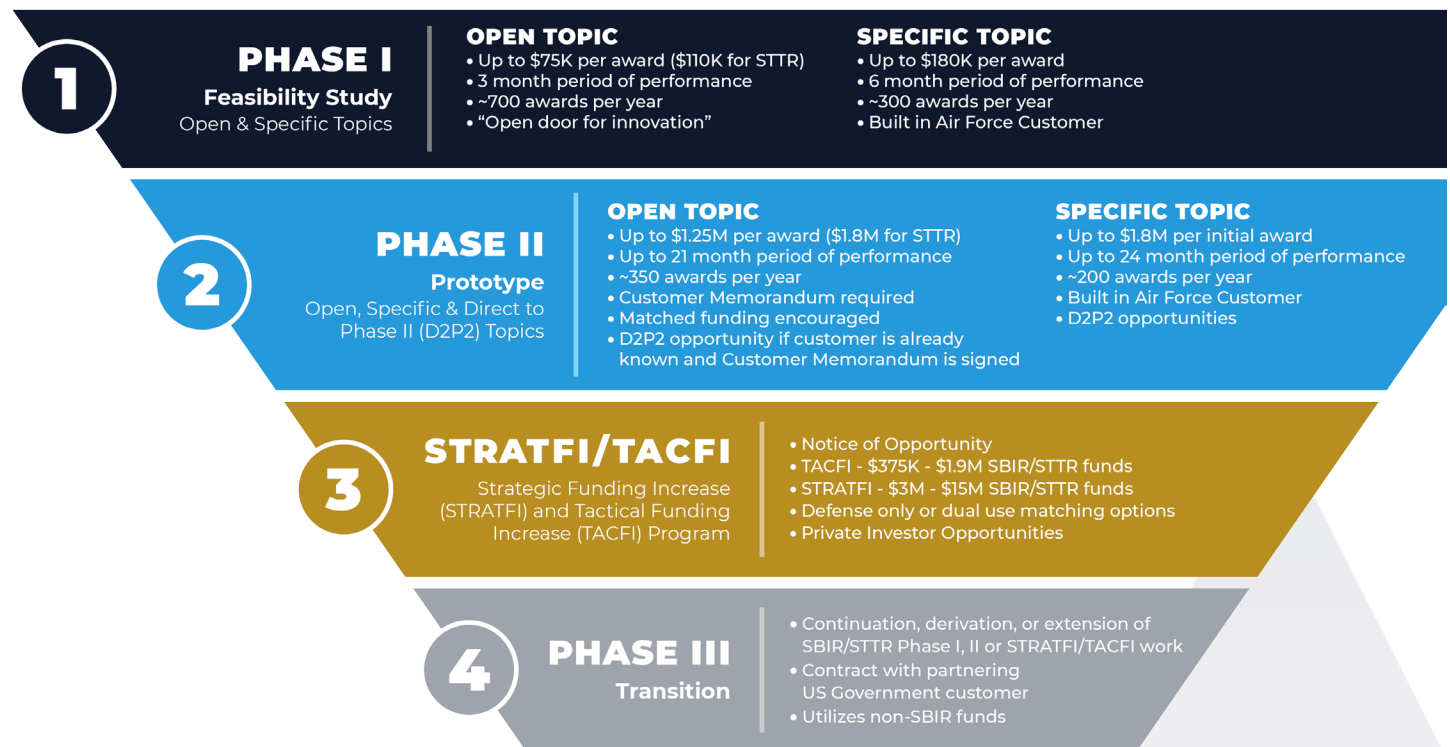 1
PHASE I
Feasibility Study
Open & Specific Topics
OPEN TOPIC
• Up to $75K per award ($110K for STTR)
• 3 month period of performance
• ~700 awards per year
• “Open door for innovation”
SPECIFIC TOPIC
• Up to $180K per award
• 6 month period of performance
• ~300 awards per year
• Built in Air Force Customer
2
PHASE II
Prototype
Open, Specific & Direct to
Phase II (D2P2) Topics
OPEN TOPIC
• Up to $1.25M per award ($1.8M for STTR)
• Up to 21 month period of performance
• ~350 awards per year
• Customer Memorandum required
• Matched funding encouraged
• D2P2 opportunity if customer is already
known and Customer Memorandum is signed
SPECIFIC TOPIC
• Up to $1.8M per initial award
• Up to 24 month period of performance
• ~200 awards per year
• Built in Air Force Customer
• D2P2 opportunities
3
STRATFI/TACFI
Strategic Funding Increase
(STRATFI) and Tactical Funding
Increase (TACFI) Program
• Notice of Opportunity
• TACFI - $375K - $1.9M SBIR/STTR funds
• STRATFI - $3M - $15M SBIR/STTR funds
• Defense only or dual use matching options
• Private Investor Opportunities
4
PHASE III
Transition
• Continuation, derivation, or extension of
SBIR/STTR Phase I, II or STRATFI/TACFI work
• Contract with partnering
US Government customer
• Utilizes non-SBIR funds